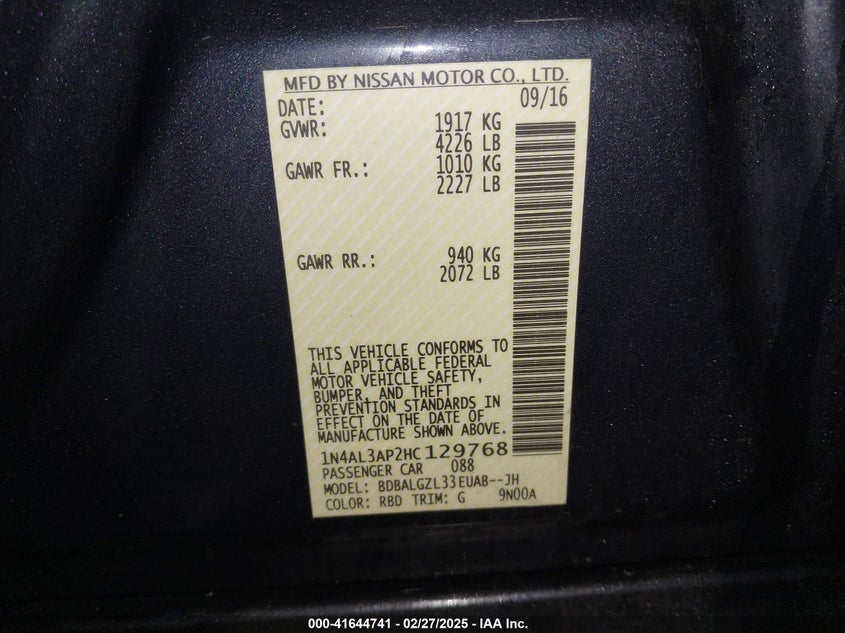 MFD BY NISSAN MOTOR CO., LTD.
DATE: 09/16
GVWR: 1917 KG
4226 LB
GAWR FR.: 1010 KG
2227 LB
GAWR RR.: 940 KG
2072 LB
THIS VEHICLE CONFORMS TO
ALL APPLICABLE FEDERAL
MOTOR VEHICLE SAFETY,
BUMPER, AND THEFT
PREVENTION STANDARDS IN
EFFECT ON THE DATE OF
MANUFACTURE SHOWN ABOVE.
1N4AL3AP2HC129768
PASSENGER CAR 088
MODEL: BDBALGZL33EUAB--JH
COLOR: RBD TRIM: G 9N00A
000-41644741 - 02/27/2025 - IAA Inc.